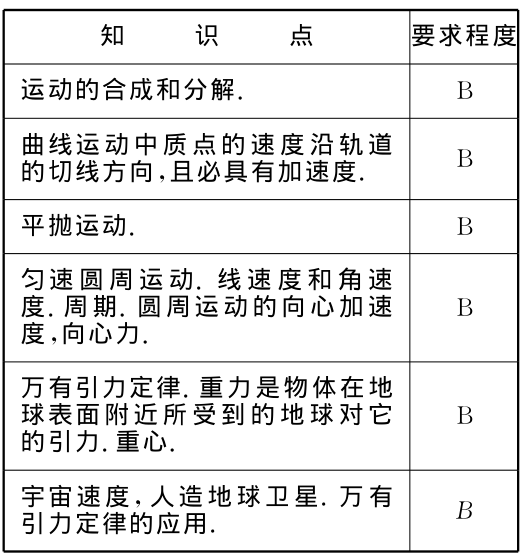 知 识 点 要求程度
运动的合成和分解. B
曲线运动中质点的速度沿轨道
的切线方向,且必具有加速度. B
平抛运动. B
匀速圆周运动. 线速度和角速
度. 周期. 圆周运动的向心加速
度,向心力. B
万有引力定律. 重力是物体在地
球表面附近所受到的地球对它
的引力. 重心. B
宇宙速度, 人造地球卫星. 万有
引力定律的应用. B